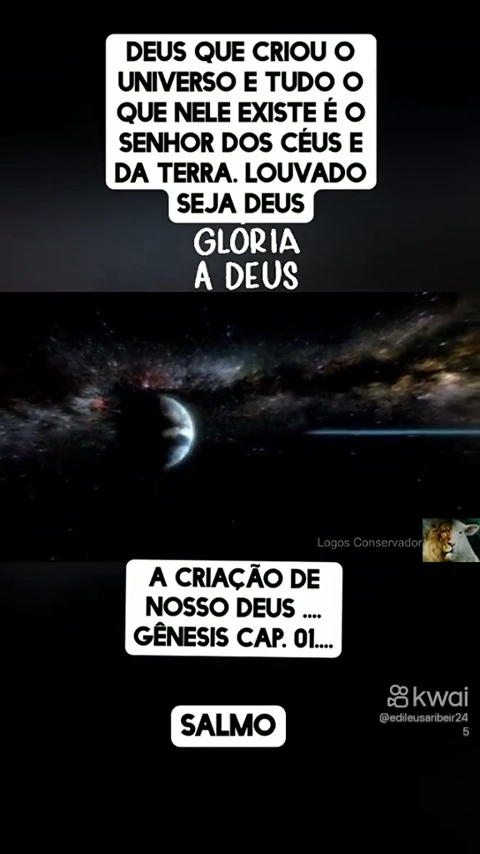 DEUS QUE CRIOU O
UNIVERSO E TUDO O
QUE NELE EXISTE É O
SENHOR DOS CÉUS E
DA TERRA. LOUVADO
SEJA DEUS
GLÓRIA
A DEUS
Logos Conservador
A CRIAÇÃO DE
NOSSO DEUS ....
GÊNESIS CAP. 01....
kwai
@edileusaribeir24
5
SALMO